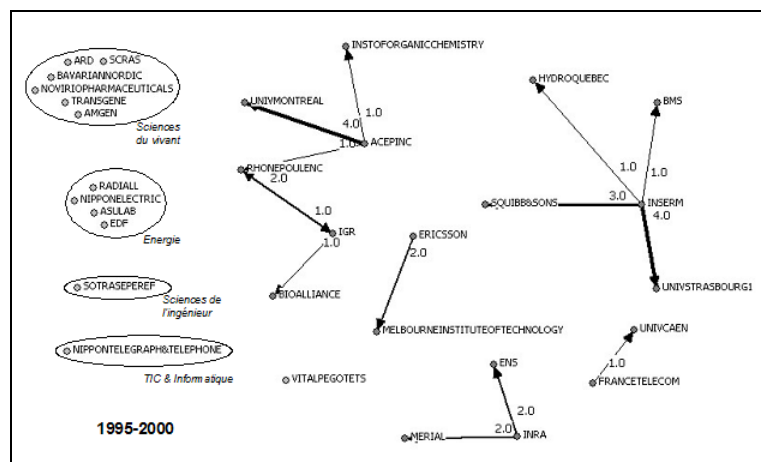 ARD SCRAS
BAVARIANNORDIC
NOVIRIOPHARMACEUTICALS
TRANSGENE
AMGEN
Sciences
du vivant
RADIALL
NIPPONELECTRIC
ASULAB
EDF
Energie
SOTRASEPEREF
Sciences de
l'ingénieur
NIPPONTELEGRAPH&TELEPHONE
TIC & Informatique
1995-2000
INSTOFORGANICCHEMISTRY
UNIVMONTREAL
4.0
1.0
1.0
ACEPINC
RHONEPOULENC
2.0
1.0
IGR
1.0
BIOALLIANCE
ERICSSON
2.0
MELBOURNEINSTITUTEOFTECHNOLOGY
VITALPEGOTETS
HYDROQUEBEC
BMS
1.0
1.0
SQUIBB&SONS
3.0
INSERM
4.0
UNIVSTRASBOURG1
UNIVCAEN
1.0
FRANCETELECOM
ENS
2.0
MERIAL
2.0
INRA